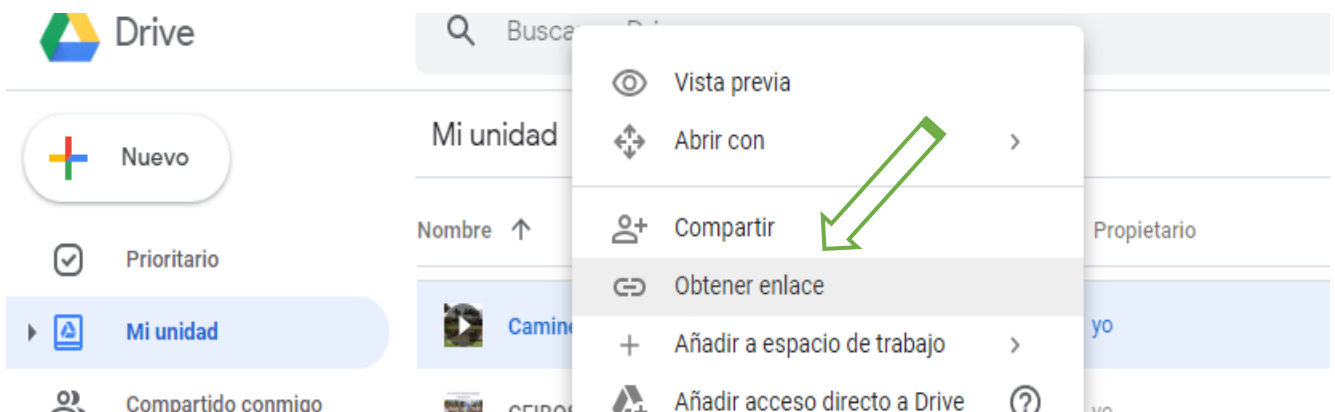 Drive
Busca
Vista previa
Mi unidad
Abrir con
Nuevo
Nombre
Compartir
Propietario
Prioritario
Obtener enlace
Mi unidad
Camine
yo
Añadir a espacio de trabajo
Compartido conmigo
Añadir acceso directo a Drive
yo